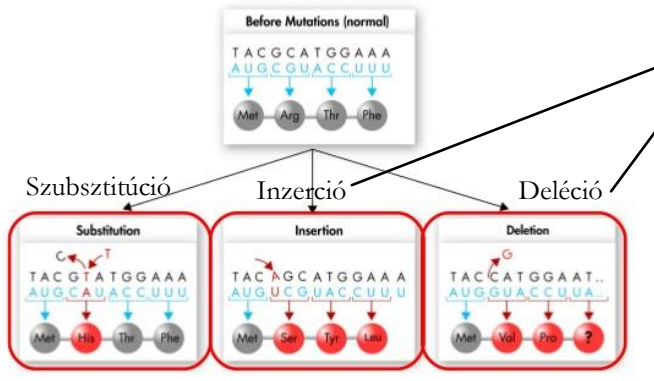 Before Mutations (normal)
TACGCATGGAAA
AUGCGUACCUUU
Met Arg Thr Phe
Szubsztitúció Inzerció Deléció
Substitution
C T
TACGTATGGAAA
AUGCAUACCUUU
Met His Thr Phe
Insertion
TACAGCATGGAAA
AUGUCGUACCUUU
Met Ser Tyr Leu
Deletion
G
TACCATGGAAT..
AUGGUACCUUA..
Met Val Pro ?